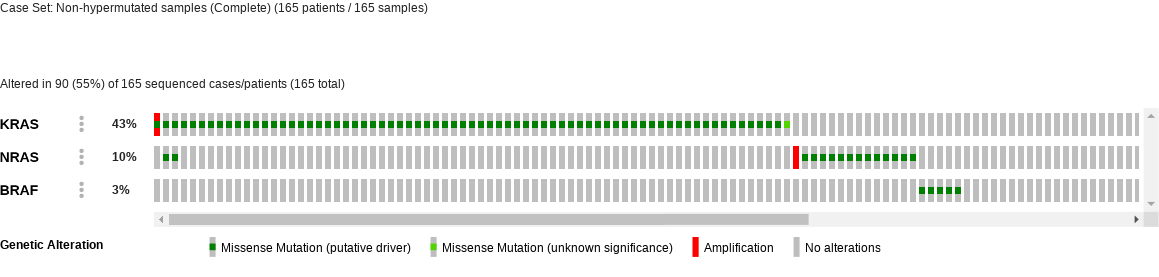 Case Set: Non-hypermutated samples (Complete) (165 patients / 165 samples)
Altered in 90 (55%) of 165 sequenced cases/patients (165 total)
KRAS 43%
NRAS 10%
BRAF 3%
Genetic Alteration Missense Mutation (putative driver) Missense Mutation (unknown significance) Amplification No alterations